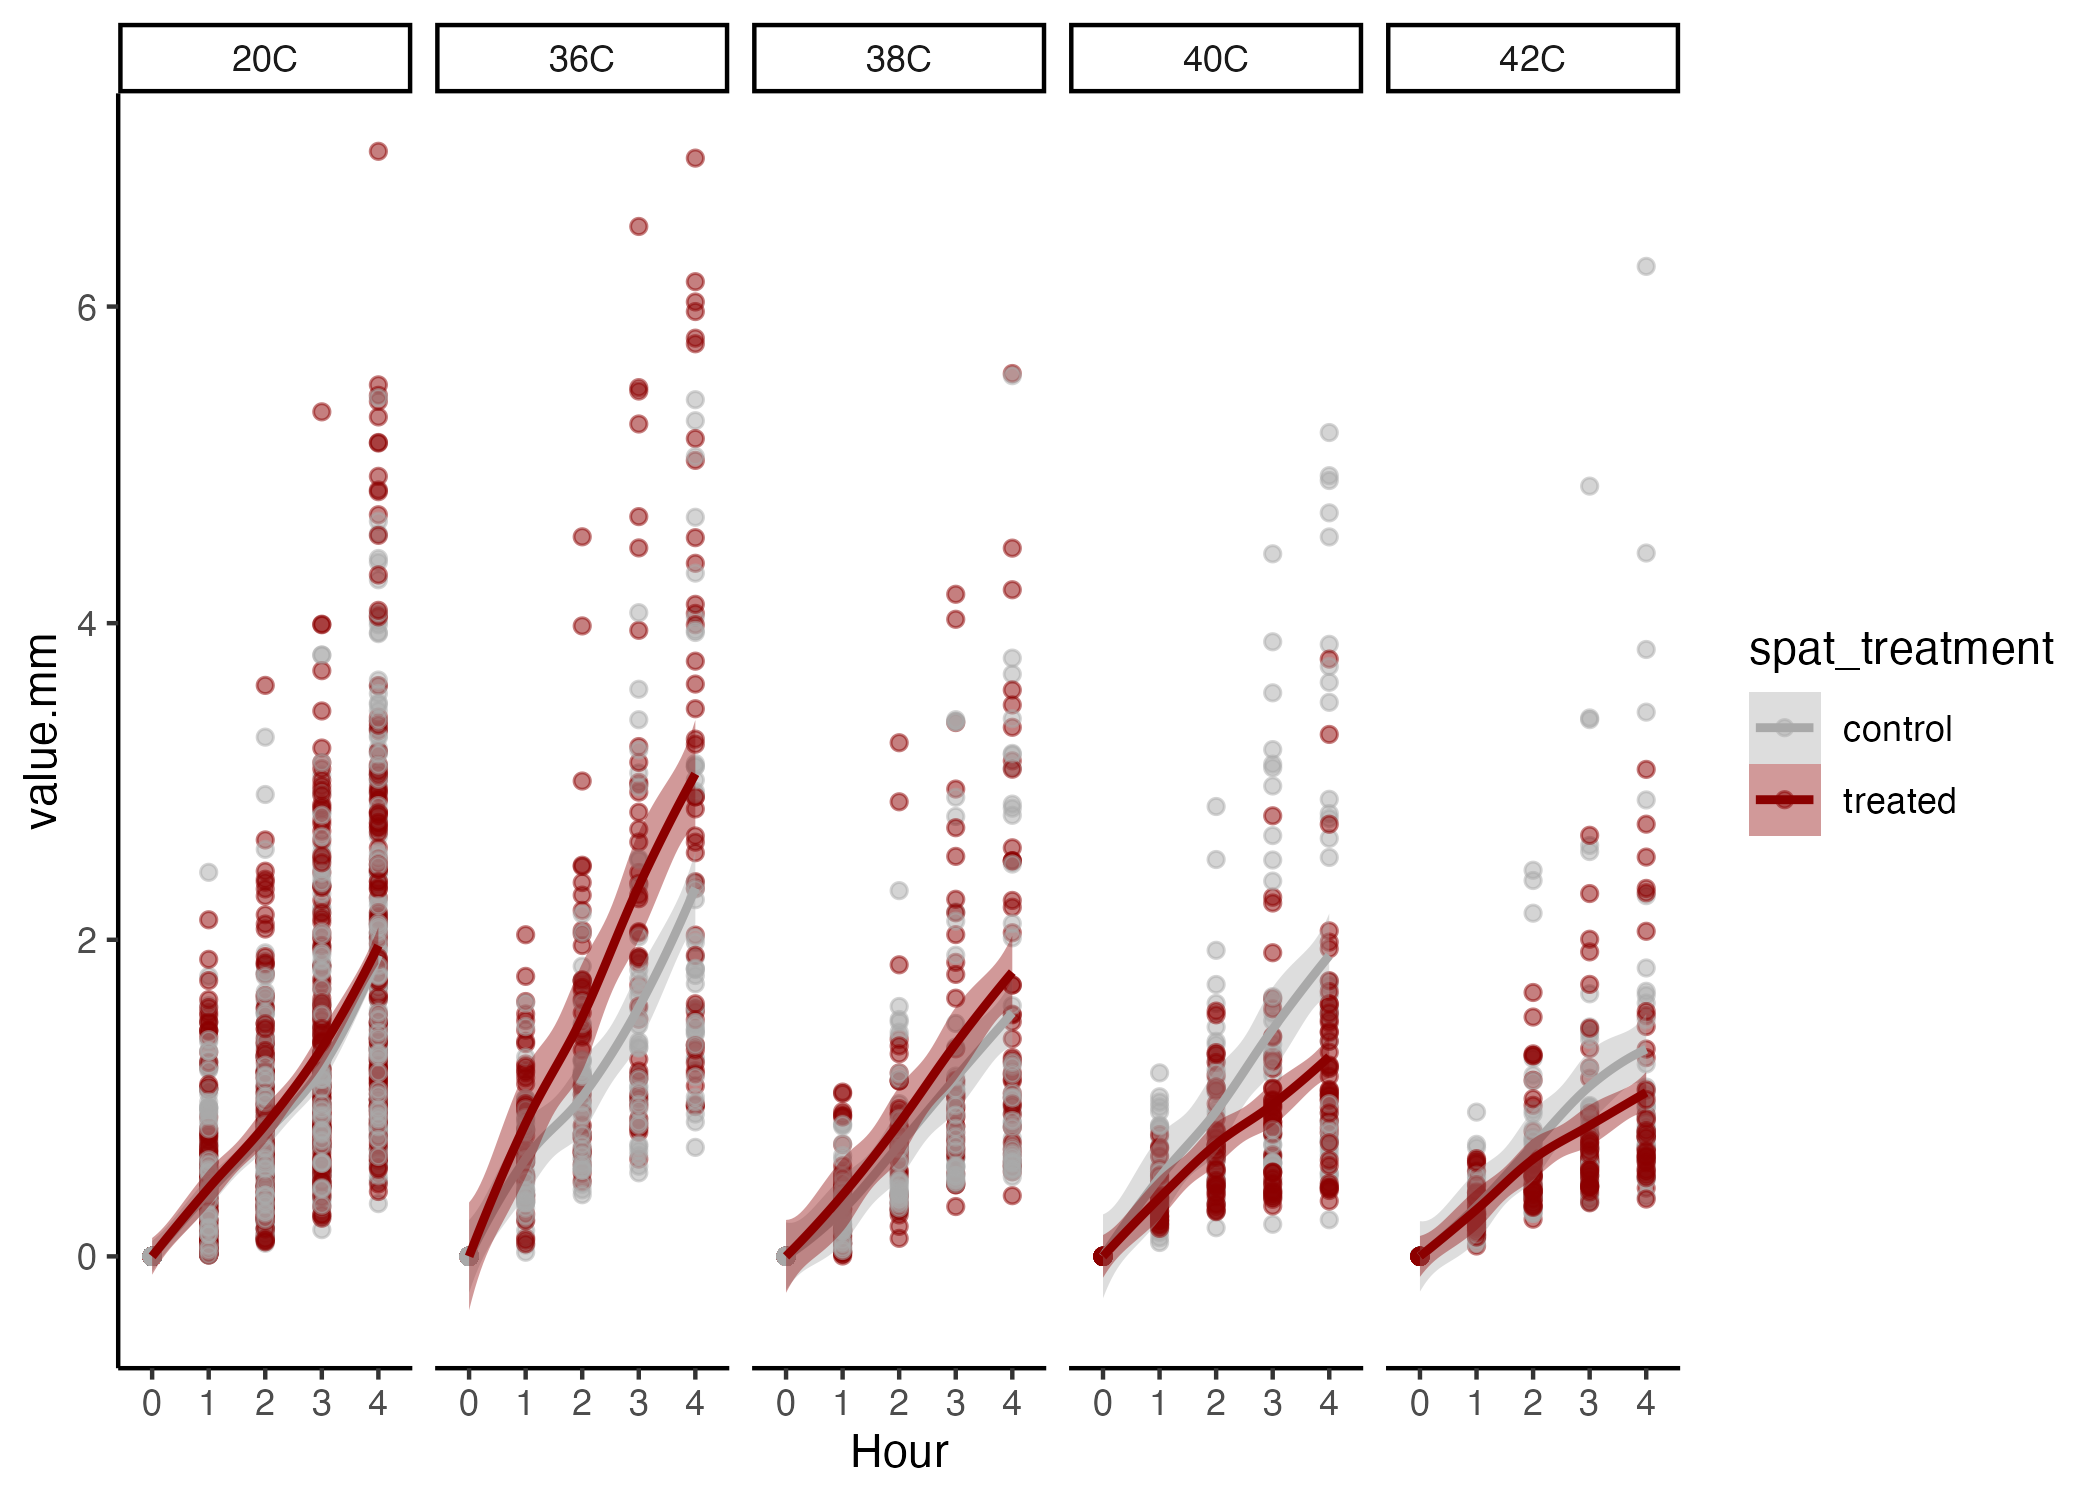 20C 36C 38C 40C 42C
6
4
2
0
value.mm
0 1 2 3 4 0 1 2 3 4 0 1 2 3 4 0 1 2 3 4 0 1 2 3 4
Hour
spat_treatment
control
treated